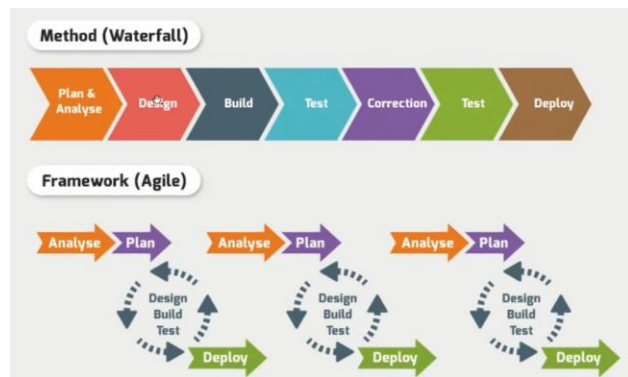 Method (Waterfall)
Plan &
Analyse
Design
Build
Test
Correction
Test
Deploy
Framework (Agile)
Analyse
Plan
Design
Build
Test
Deploy
Analyse
Plan
Design
Build
Test
Deploy
Analyse
Plan
Design
Build
Test
Deploy